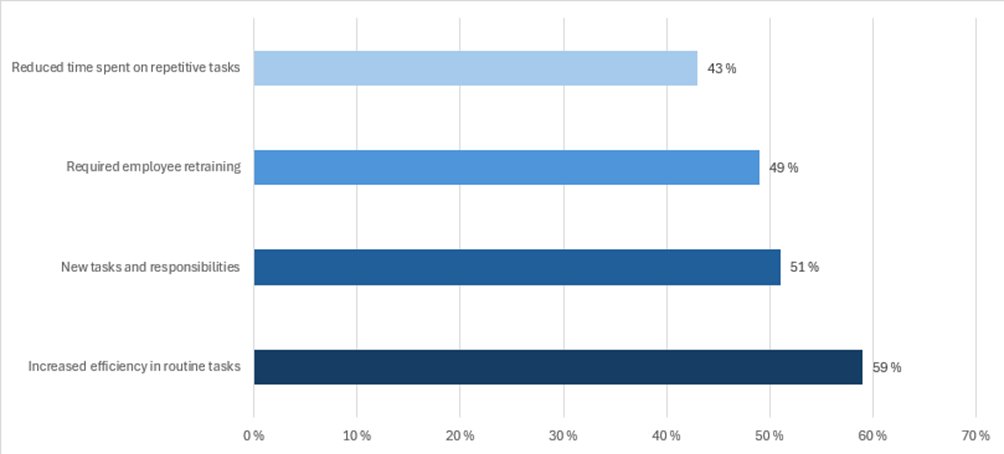 Reduced time spent on repetitive tasks 43 %
Required employee retraining 49 %
New tasks and responsibilities 51 %
Increased efficiency in routine tasks 59 %
0 % 10 % 20 % 30 % 40 % 50 % 60 % 70 %